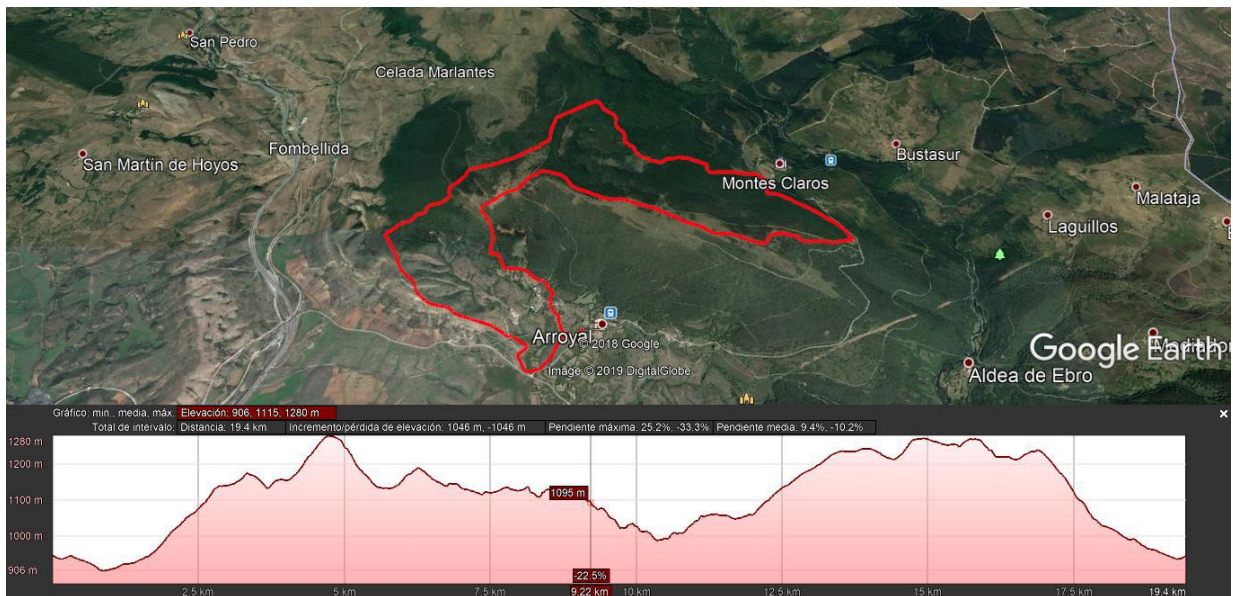 San Pedro
Celada Marlantes
San Martín de Hoyos
Fombellida
Bustasur
Montes Claros
Malataja
Laguillos
Arroyal
© 2018 Google
Image © 2019 DigitalGlobe
Google Earth
Aldea de Ebro
Gráfico: min., media, máx. Elevación: 906, 1115, 1280 m
Total de intervalo: Distancia: 19.4 km Incremento/pérdida de elevación: 1046 m, -1046 m Pendiente máxima: 25.2%, -33.3% Pendiente media: 9.4%, -10.2%
1280 m
1200 m
1100 m
1095 m
1000 m
906 m
-22.5%
2.5 km 5 km 7.5 km 9.22 km 10 km 12.5 km 15 km 17.5 km 19.4 km